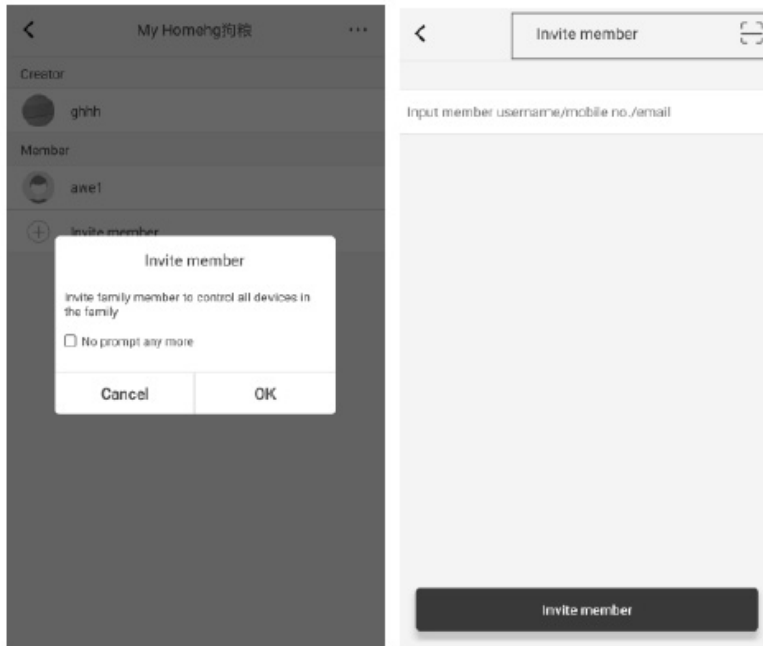 My Homehg狗粮
Creator
ghhh
Member
awe1
Invite member
Invite member
Invite family member to control all devices in
the family
No prompt any more
Cancel
OK
Invite member
Input member username/mobile no./email
Invite member